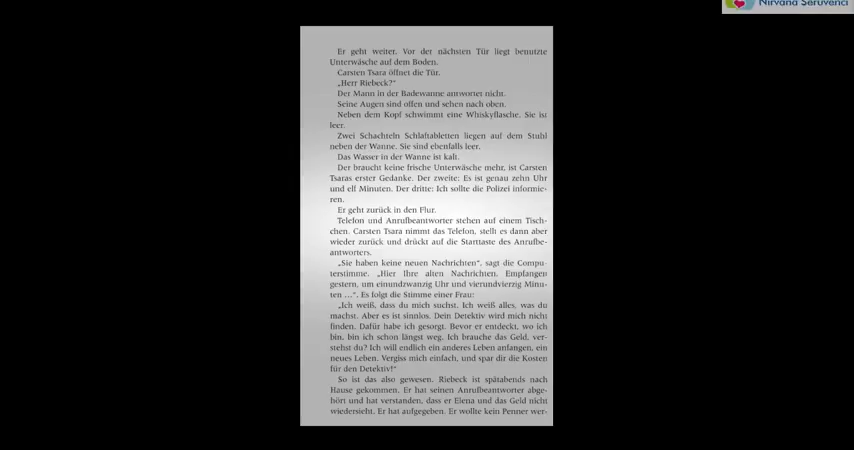 Nirvana Serüvenci
Er geht weiter. Vor der nächsten Tür liegt benutzte
Unterwäsche auf dem Boden.
Carsten Tsara öffnet die Tür.
„Herr Riebeck?“
Der Mann in der Badewanne antwortet nicht.
Seine Augen sind offen und sehen nach oben.
Neben dem Kopf schwimmt eine Whiskyflasche. Sie ist
leer.
Zwei Schachteln Schlaftabletten liegen auf dem Stuhl
neben der Wanne. Sie sind ebenfalls leer.
Das Wasser in der Wanne ist kalt.
Der braucht keine frische Unterwäsche mehr, ist Carsten
Tsaras erster Gedanke. Der zweite: Es ist genau zehn Uhr
und elf Minuten. Der dritte: Ich sollte die Polizei informie-
ren.
Er geht zurück in den Flur.
Telefon und Anrufbeantworter stehen auf einem Tisch-
chen. Carsten Tsara nimmt das Telefon, stellt es dann aber
wieder zurück und drückt auf die Starttaste des Anrufbe-
antworters.
„Sie haben keine neuen Nachrichten“, sagt die Compu-
terstimme. „Hier Ihre alten Nachrichten. Empfangen
gestern, um einundzwanzig Uhr und vierundvierzig Minu-
ten ...“. Es folgt die Stimme einer Frau:
„Ich weiß, dass du mich suchst. Ich weiß alles, was du
machst. Aber es ist sinnlos. Dein Detektiv wird mich nicht
finden. Dafür habe ich gesorgt. Bevor er entdeckt, wo ich
bin, bin ich schon längst weg. Ich brauche das Geld, ver-
stehst du? Ich will endlich ein anderes Leben anfangen, ein
neues Leben. Vergiss mich einfach, und spar dir die Kosten
für den Detektiv!“
So ist das also gewesen. Riebeck ist spätabends nach
Hause gekommen. Er hat seinen Anrufbeantworter abge-
hört und hat verstanden, dass er Elena und das Geld nicht
wiedersieht. Er hat aufgegeben. Er wollte kein Penner wer-